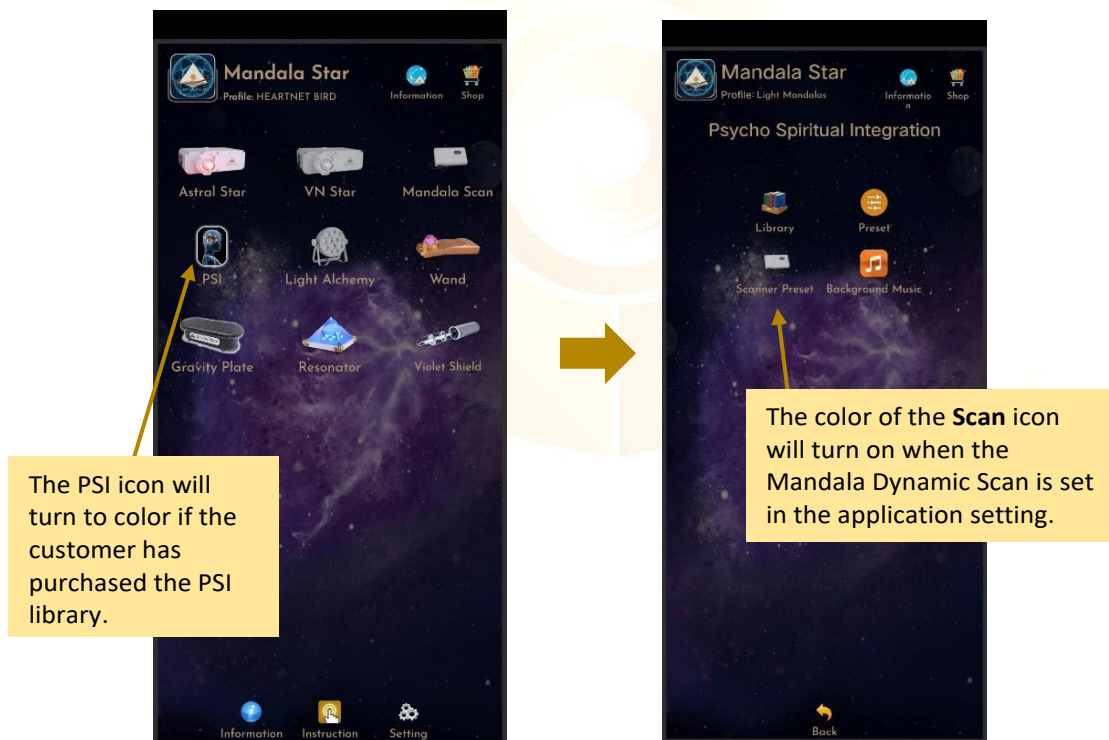 Mandala Star
Profile: HEARTNET BIRD
Information
Shop
Astral Star
VN Star
Mandala Scan
PSI
Light Alchemy
Wand
Gravity Plate
Resonator
Violet Shield
Information
Instruction
Setting
The PSI icon will
turn to color if the
customer has
purchased the PSI
library.
Mandala Star
Profile: Light Mandalas
Informatio
n
Shop
Psycho Spiritual Integration
Library
Preset
Scanner Preset
Background Music
Back
The color of the Scan icon
will turn on when the
Mandala Dynamic Scan is set
in the application setting.